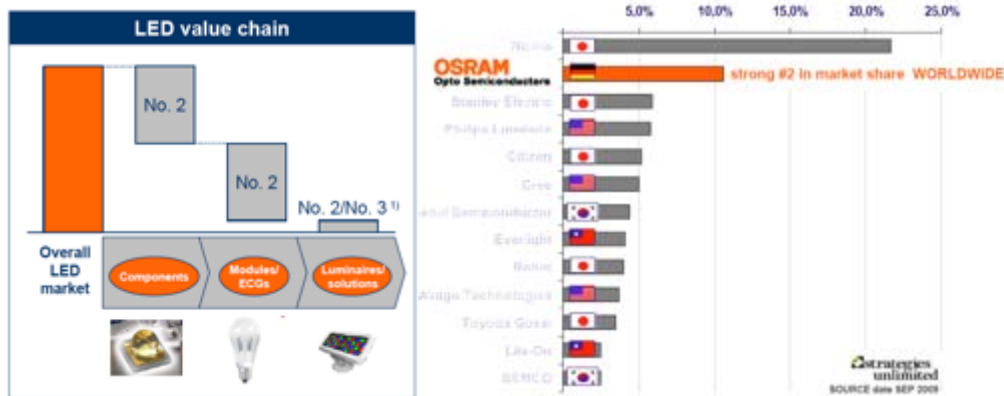 LED value chain
No. 2
No. 2
No. 2/No. 3 1)
Overall
LED
market
Components
Modules/
ECGs
Luminaires/
solutions
5,0% 10,0% 15,0% 20,0% 25,0%
Nichia
OSRAM
Opto Semiconductors
strong #2 in market share WORLDWIDE
Stanley Electric
Philips Lumileds
Citizen
Cree
Seoul Semiconductor
Everlight
Avago Technologies
Toyoda Gosei
Lite-On
SEMCO
strategies
unlimited
SOURCE date SEP 2009